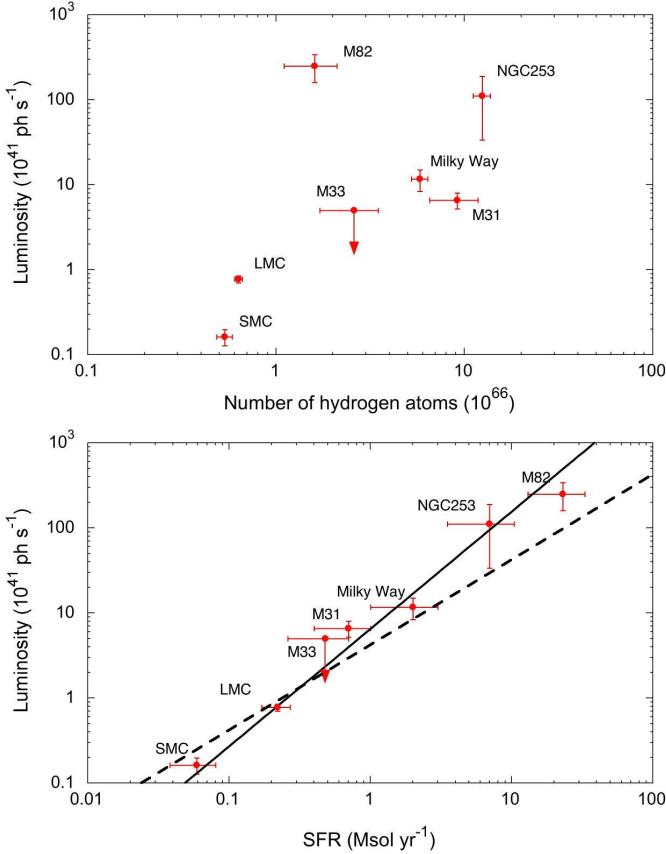 10³
M82
NGC253
100
Milky Way
10
M33
M31
LMC
1
SMC
0.1
0.1 1 10 100
Luminosity (10⁴¹ ph s⁻¹)
Number of hydrogen atoms (10⁶⁶)
10³
M82
NGC253
100
Milky Way
10
M31
M33
LMC
1
SMC
0.1
0.01 0.1 1 10 100
Luminosity (10⁴¹ ph s⁻¹)
SFR (Msol yr⁻¹)